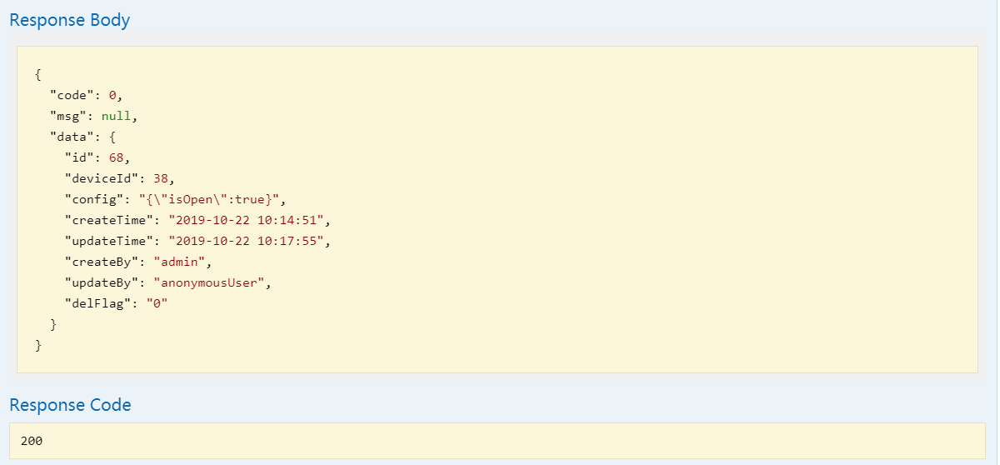 Response Body
{
"code": 0,
"msg": null,
"data": {
"id": 68,
"deviceId": 38,
"config": "{\"isOpen\":true}",
"createTime": "2019-10-22 10:14:51",
"updateTime": "2019-10-22 10:17:55",
"createBy": "admin",
"updateBy": "anonymousUser",
"delFlag": "0"
}
}
Response Code
200